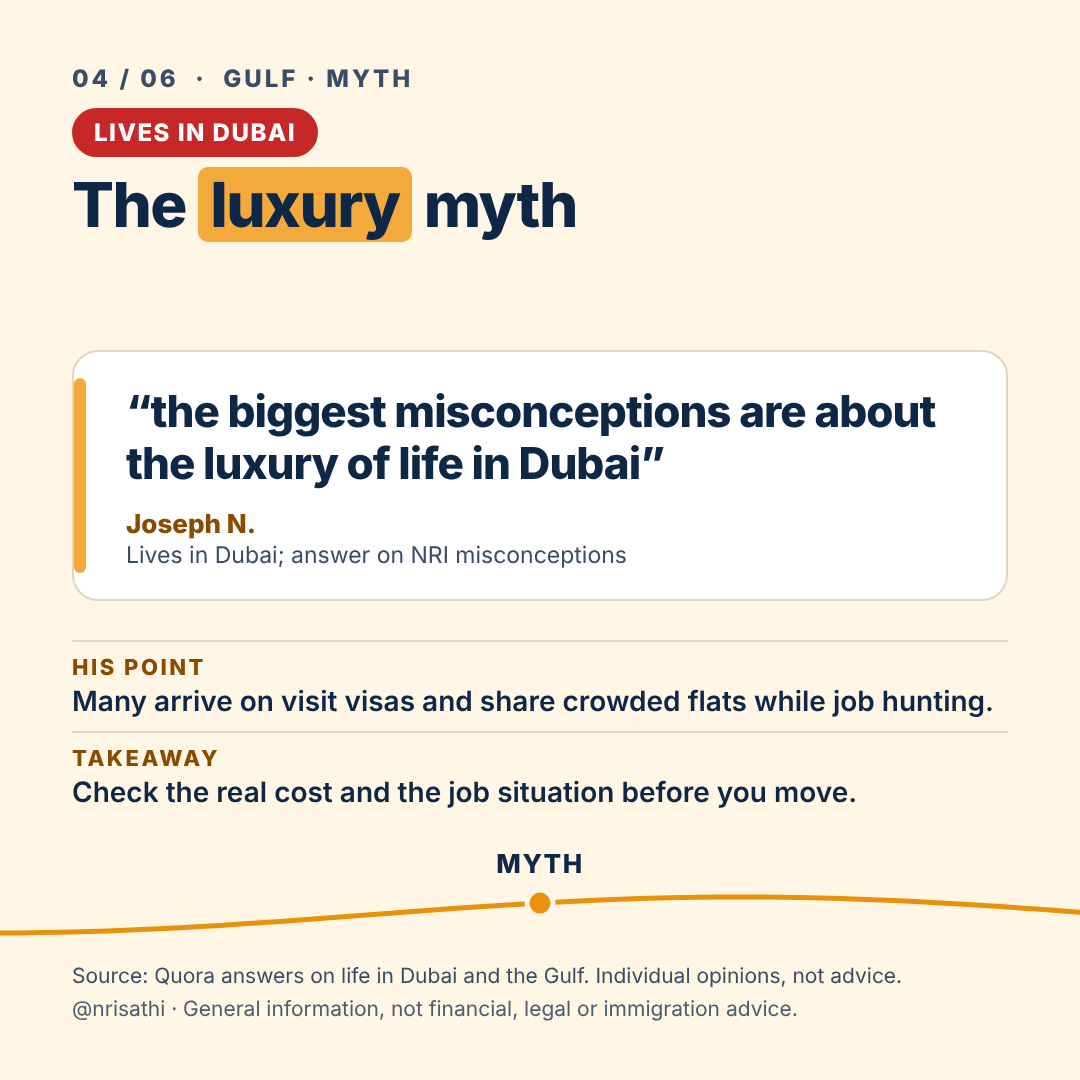 04 / 06 · GULF · MYTH
LIVES IN DUBAI
The luxury myth
“the biggest misconceptions are about
the luxury of life in Dubai”
Joseph N.
Lives in Dubai; answer on NRI misconceptions
HIS POINT
Many arrive on visit visas and share crowded flats while job hunting.
TAKEAWAY
Check the real cost and the job situation before you move.
MYTH
Source: Quora answers on life in Dubai and the Gulf. Individual opinions, not advice.
@nrisathi · General information, not financial, legal or immigration advice.